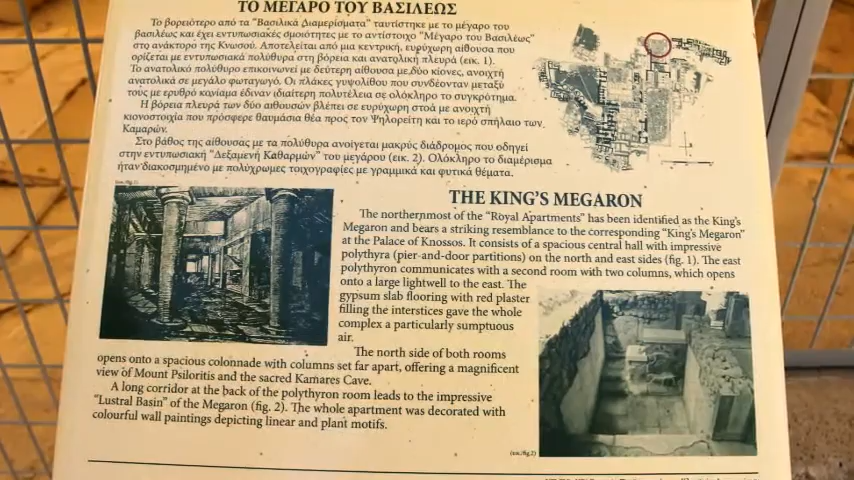 ΤΟ ΜΕΓΑΡΟ ΤΟΥ ΒΑΣΙΛΕΩΣ
Το βορειότερο από τα "Βασιλικά Διαμερίσματα" ταυτίστηκε με το μέγαρο του
βασιλέως και έχει εντυπωσιακές ομοιότητες με το αντίστοιχο "Μέγαρο του Βασιλέως"
στο ανάκτορο της Κνωσού. Αποτελείται από μια κεντρική, ευρύχωρη αίθουσα που
ορίζεται με εντυπωσιακά πολύθυρα στη βόρεια και ανατολική πλευρά (εικ. 1).
Το ανατολικό πολύθυρο επικοινωνεί με δεύτερη αίθουσα με δύο κίονες, ανοιχτή
ανατολικά σε μεγάλο φωταγωγό. Οι πλάκες γυψολίθου που συνδέονταν μεταξύ
τους με ερυθρό κονίαμα έδιναν ιδιαίτερη πολυτέλεια σε ολόκληρο το συγκρότημα.
Η βόρεια πλευρά των δύο αιθουσών βλέπει σε ευρύχωρη στοά με ανοιχτή
κιονοστοιχία που πρόσφερε θαυμάσια θέα προς τον Ψηλορείτη και το ιερό σπήλαιο των
Καμαρών.
Στο βάθος της αίθουσας με τα πολύθυρα ανοίγεται μακρύς διάδρομος που οδηγεί
στην εντυπωσιακή "Δεξαμενή Καθαρμών" του μεγάρου (εικ. 2). Ολόκληρο το διαμέρισμα
ήταν διακοσμημένο με πολύχρωμες τοιχογραφίες με γραμμικά και φυτικά θέματα.
(εικ./fig.1)
THE KING'S MEGARON
The northernmost of the "Royal Apartments" has been identified as the King's
Megaron and bears a striking resemblance to the corresponding "King's Megaron"
at the Palace of Knossos. It consists of a spacious central hall with impressive
polythyra (pier-and-door partitions) on the north and east sides (fig. 1). The east
polythyron communicates with a second room with two columns, which opens
onto a large lightwell to the east. The
gypsum slab flooring with red plaster
filling the interstices gave the whole
complex a particularly sumptuous
air.
The north side of both rooms
opens onto a spacious colonnade with columns set far apart, offering a magnificent
view of Mount Psiloritis and the sacred Kamares Cave.
A long corridor at the back of the polythyron room leads to the impressive
"Lustral Basin" of the Megaron (fig. 2). The whole apartment was decorated with
colourful wall paintings depicting linear and plant motifs.
(εικ./fig.2)